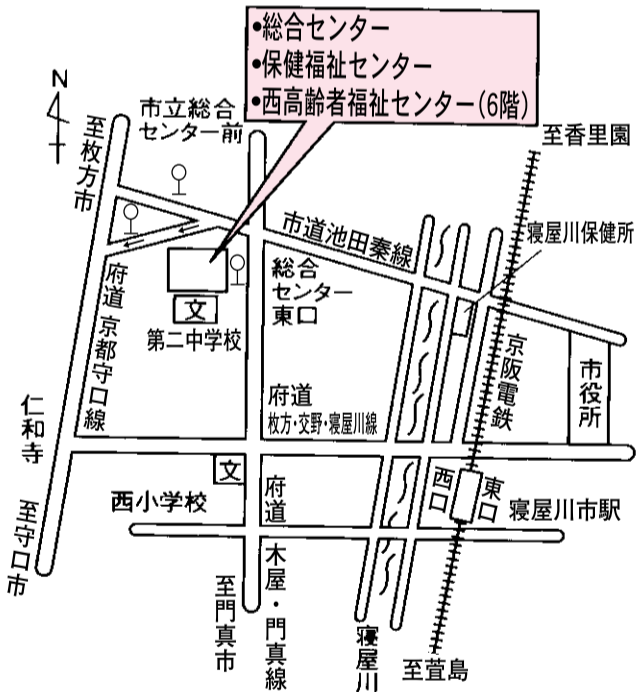 •総合センター
•保健福祉センター
•西高齢者福祉センター(6階)
N
至香里園
市立総合
センター前
至枚方市
市道池田秦線
寝屋川保健所
総合
センター
東口
文
第二中学校
府道 京都守口線
京阪電鉄
市役所
府道
枚方・交野・寝屋川線
仁和寺
文
西小学校
府道 木屋・門真線
西口
東口
寝屋川市駅
至守口市
至門真市
寝屋川
至萱島